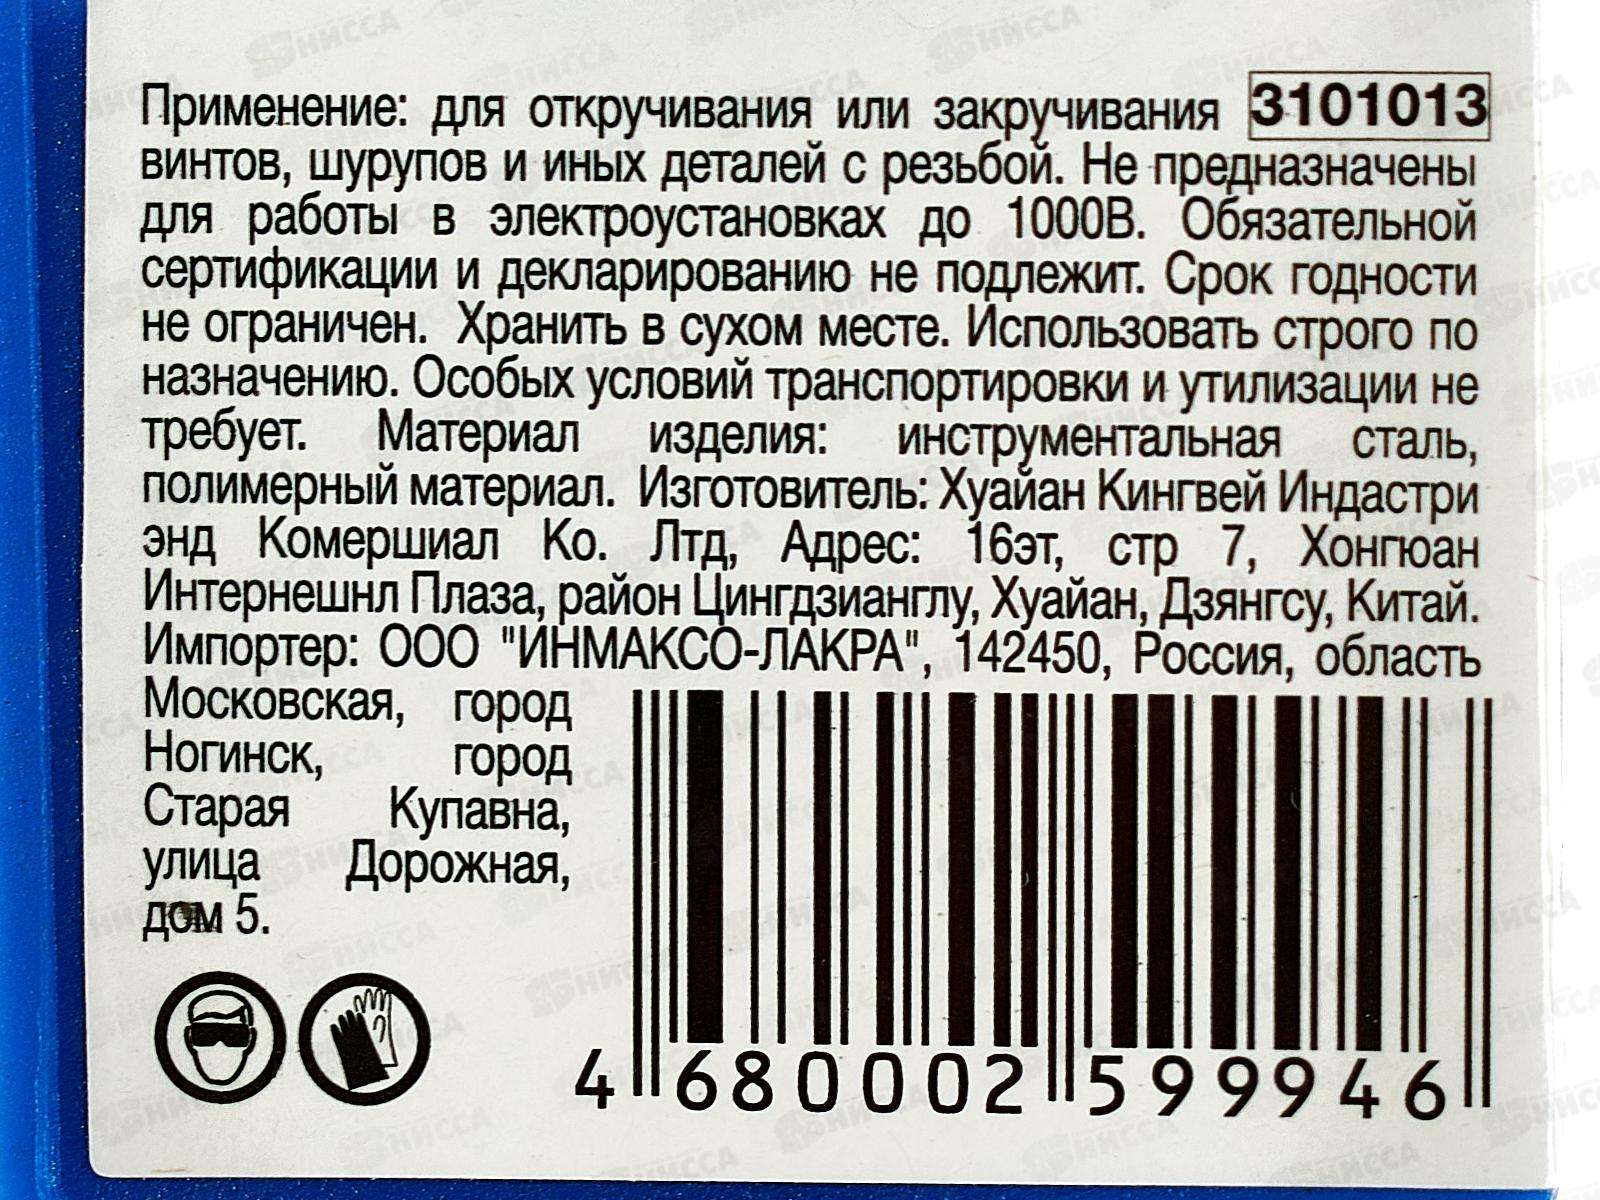 Применение: для откручивания или закручивания 3101013
винтов, шурупов и иных деталей с резьбой. Не предназначены
для работы в электроустановках до 1000В. Обязательной
сертификации и декларированию не подлежит. Срок годности
не ограничен. Хранить в сухом месте. Использовать строго по
назначению. Особых условий транспортировки и утилизации не
требует. Материал изделия: инструментальная сталь,
полимерный материал. Изготовитель: Хуайан Кингвей Индастри
энд Комершиал Ко. Лтд, Адрес: 16эт, стр 7, Хонгюан
Интернешнл Плаза, район Цингдзианглу, Хуайан, Дзянгсу, Китай.
Импортер: ООО "ИНМАКСО-ЛАКРА", 142450, Россия, область
Московская, город
Ногинск, город
Старая Купавна,
улица Дорожная,
дом 5.
4 680002 599946
НИССА